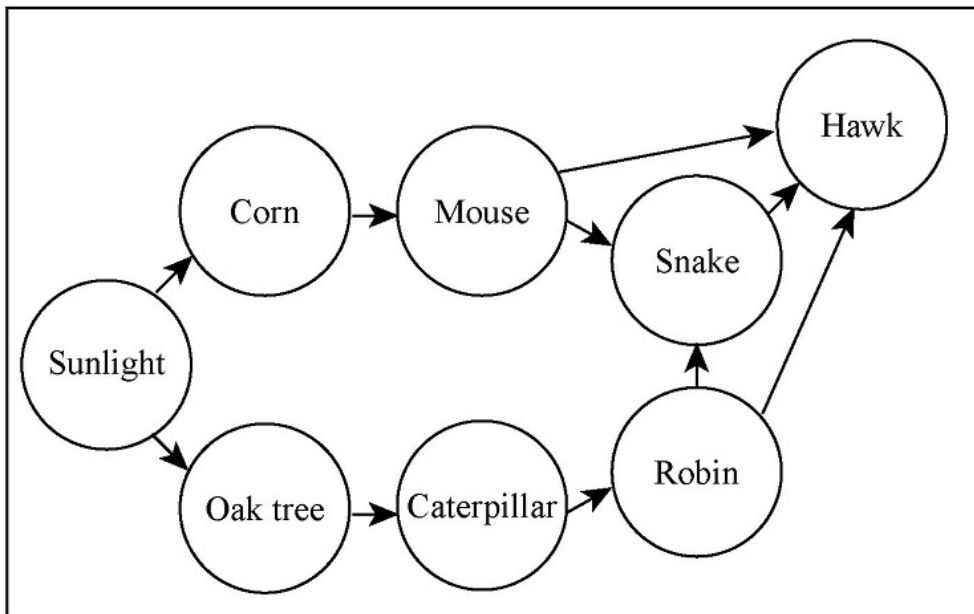 Hawk
Corn
Mouse
Snake
Sunlight
Oak tree
Caterpillar
Robin